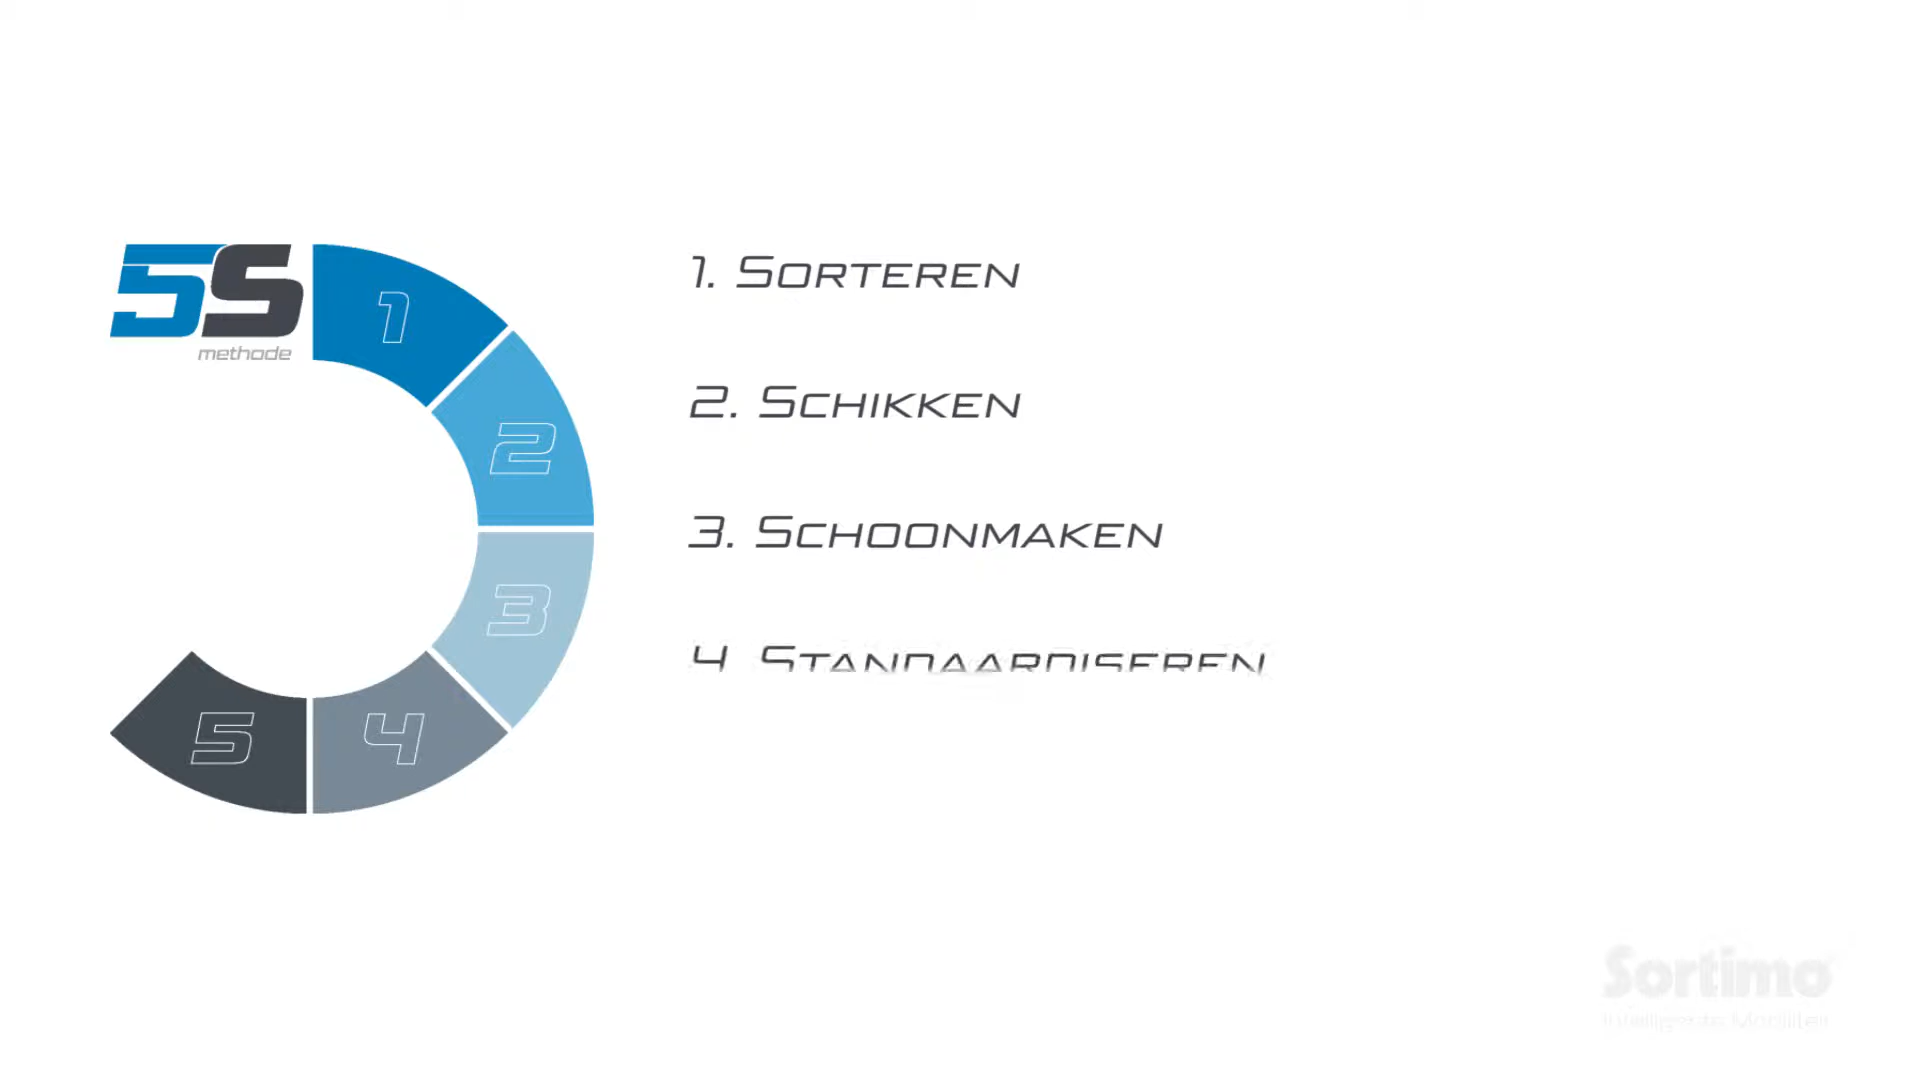 5S
methode
1
2
3
4
5
1. Sorteren
2. Schikken
3. Schoonmaken
4 Standaardiseren
Sortimo